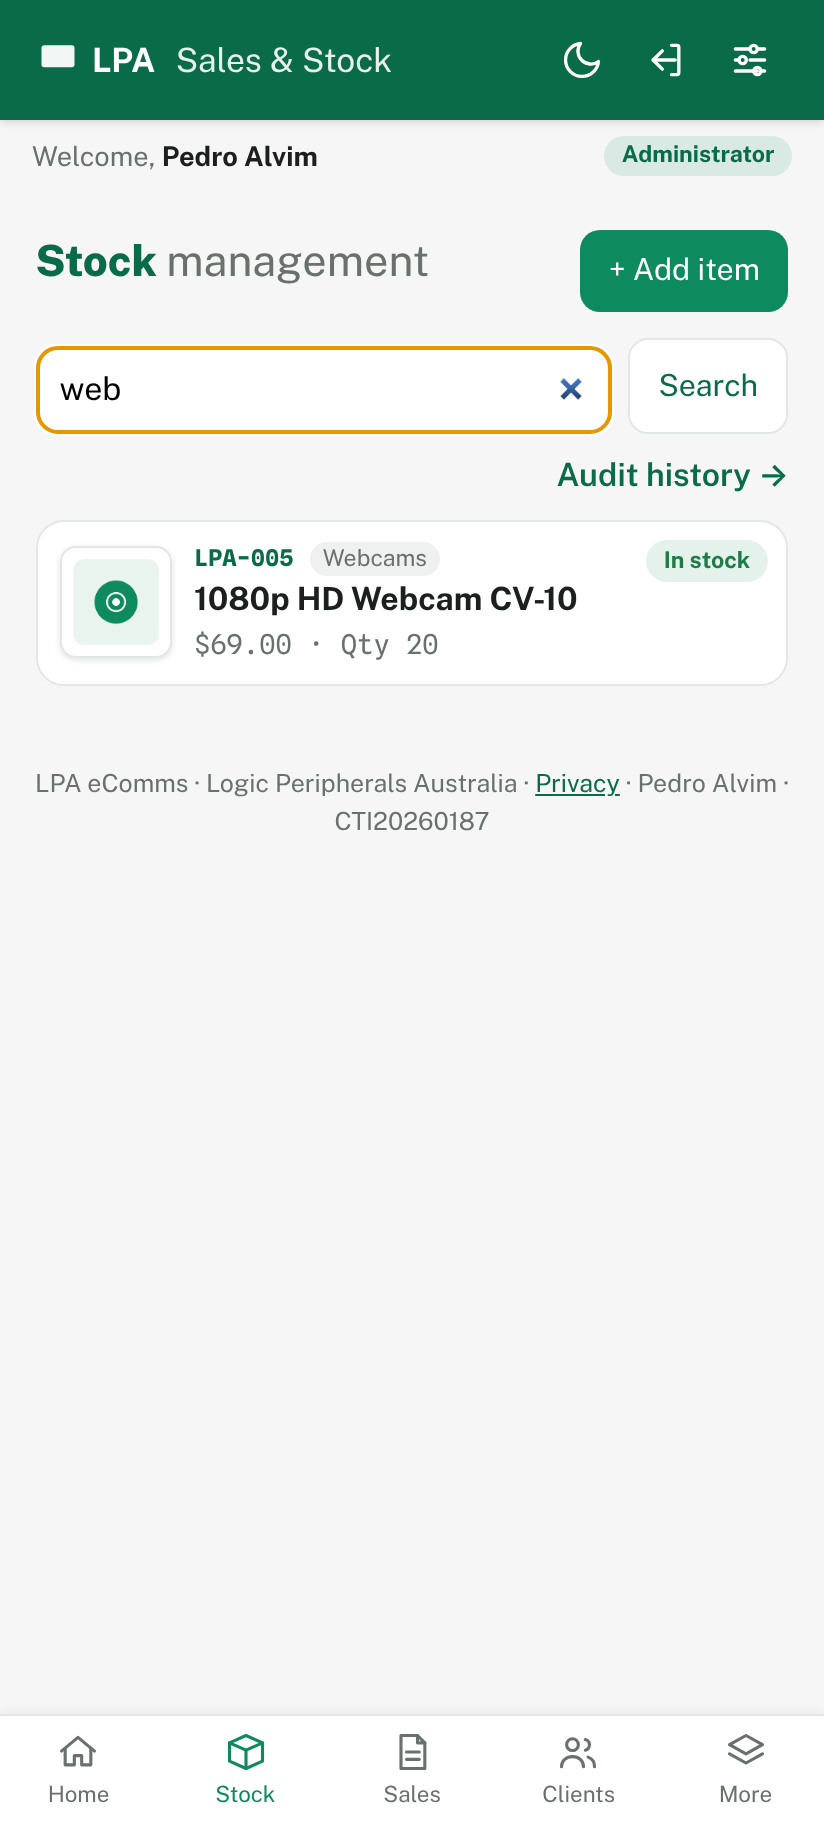 LPA Sales & Stock
Welcome, Pedro Alvim
Administrator
Stock management
+ Add item
web
Search
Audit history →
LPA-005 Webcams
In stock
1080p HD Webcam CV-10
$69.00 · Qty 20
LPA eComms · Logic Peripherals Australia · Privacy · Pedro Alvim ·
CTI20260187
Home
Stock
Sales
Clients
More